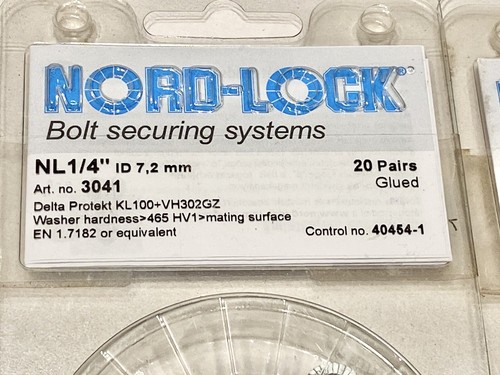 NORD-LOCK®
Bolt securing systems
NL1/4" ID 7,2 mm
20 Pairs
Art. no. 3041
Glued
Delta Protekt KL100+VH302GZ
Washer hardness>465 HV1>mating surface
EN 1.7182 or equivalent
Control no. 40454-1